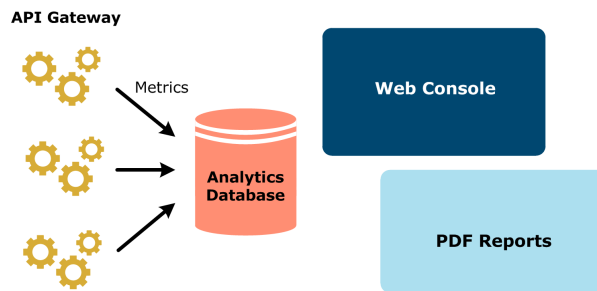 API Gateway
Metrics
Analytics
Database
Web Console
PDF Reports